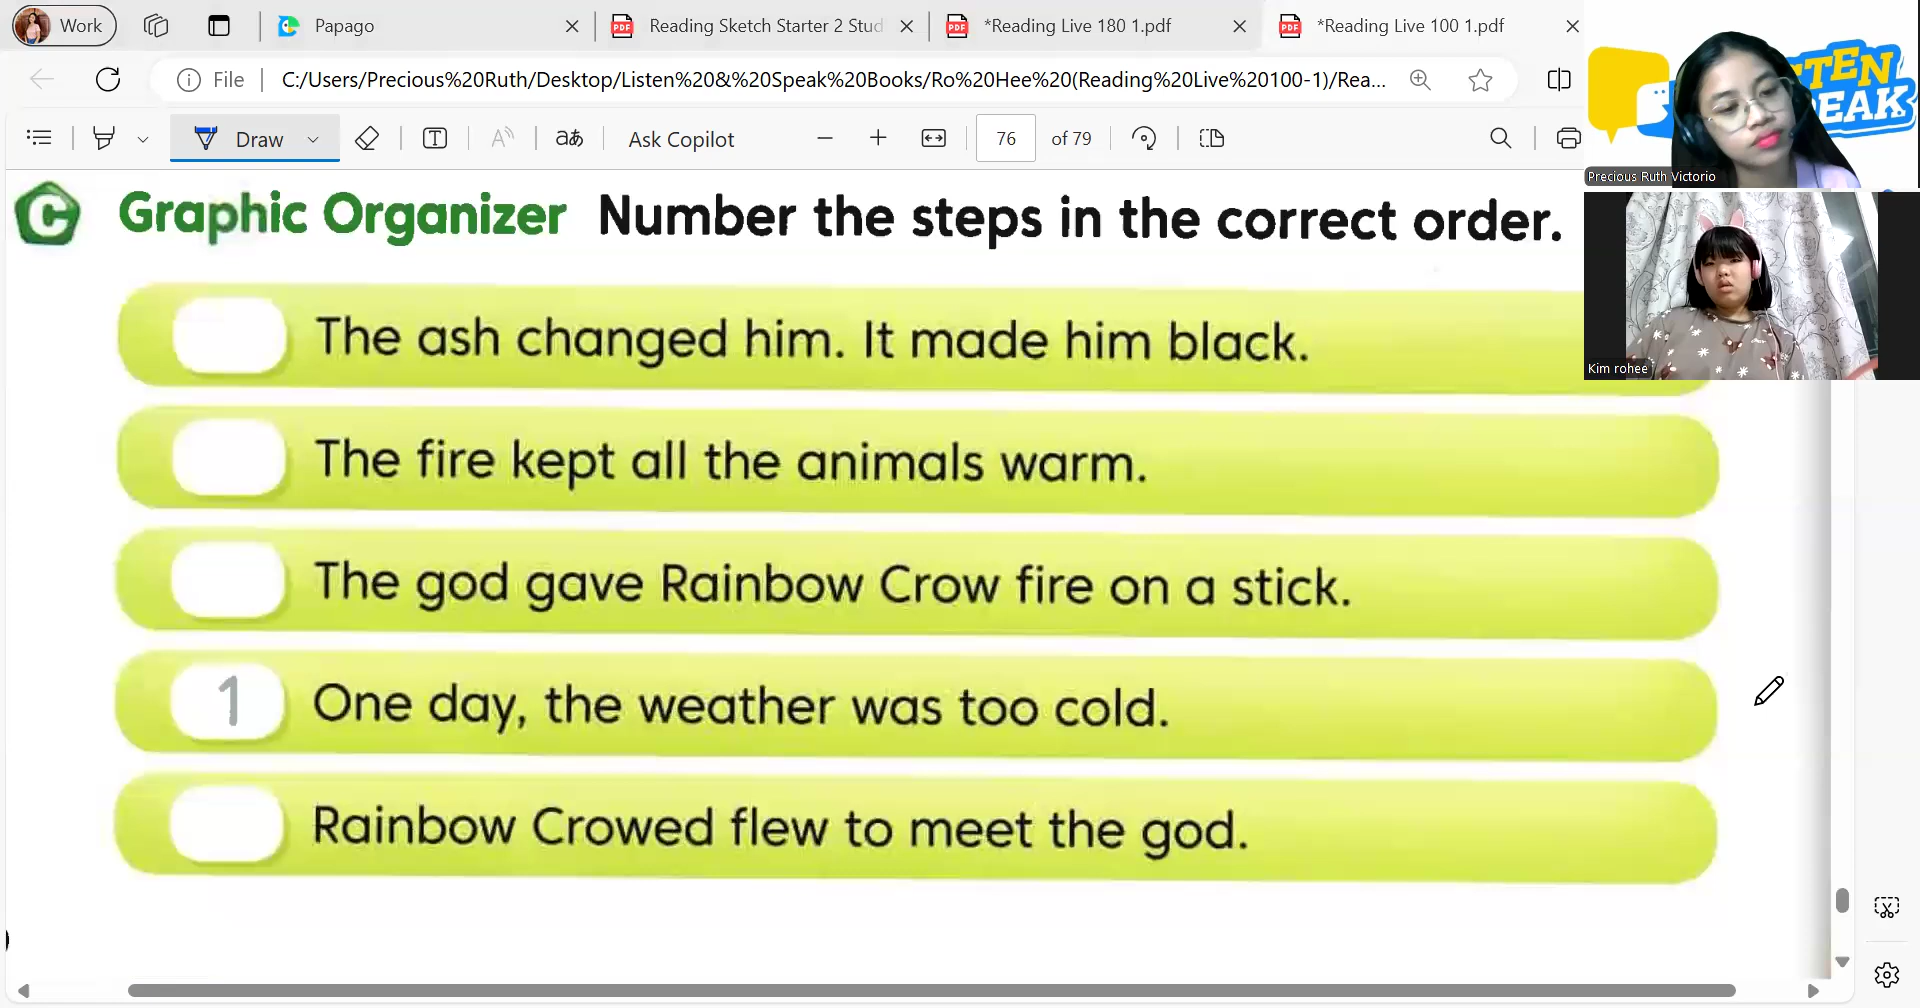 Work
Papago
Reading Sketch Starter 2 Stud
*Reading Live 180 1.pdf
*Reading Live 100 1.pdf
File
C:/Users/Precious%20Ruth/Desktop/Listen%20&%20Speak%20Books/Ro%20Hee%20(Reading%20Live%20100-1)/Rea...
Draw
Ask Copilot
76
of 79
TEN
EAK
Precious Ruth Victorio
Kim rohee
C Graphic Organizer Number the steps in the correct order.
The ash changed him. It made him black.
The fire kept all the animals warm.
The god gave Rainbow Crow fire on a stick.
1 One day, the weather was too cold.
Rainbow Crowed flew to meet the god.